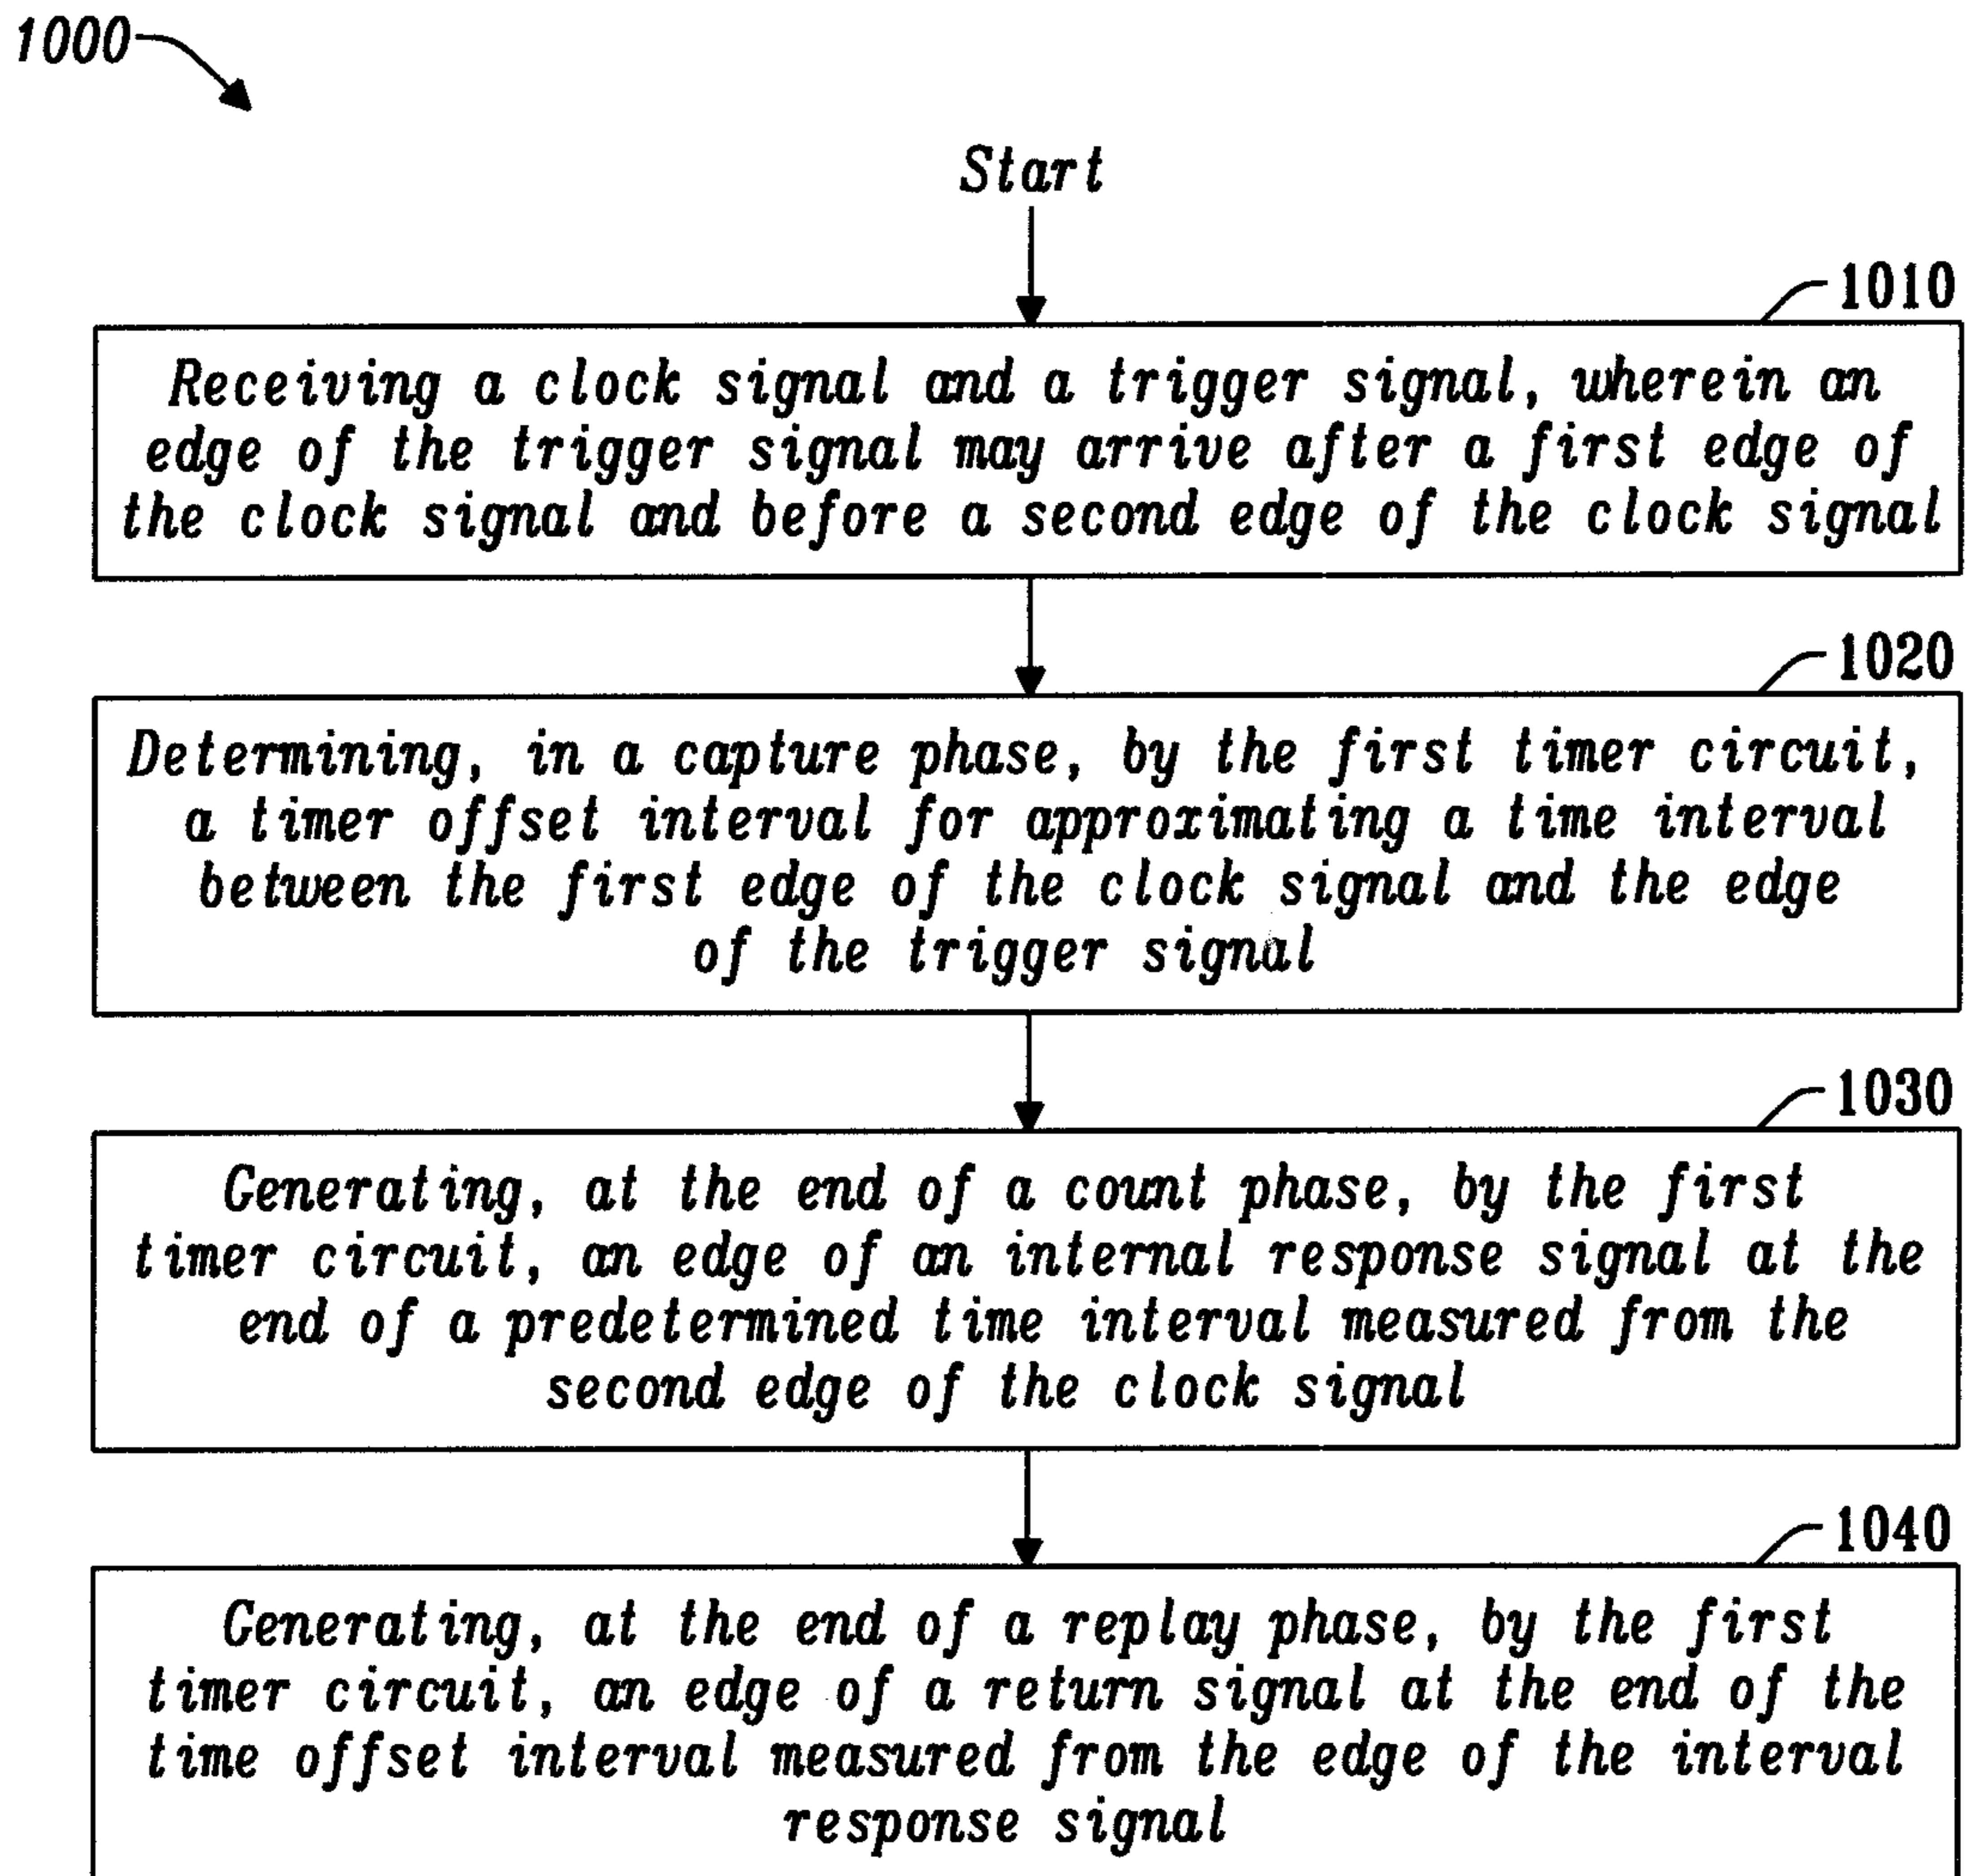 1000
Start
1010
Receiving a clock signal and a trigger signal, wherein an
edge of the trigger signal may arrive after a first edge of
the clock signal and before a second edge of the clock signal
1020
Determining, in a capture phase, by the first timer circuit,
a timer offset interval for approximating a time interval
between the first edge of the clock signal and the edge
of the trigger signal
1030
Generating, at the end of a count phase, by the first
timer circuit, an edge of an internal response signal at the
end of a predetermined time interval measured from the
second edge of the clock signal
1040
Generating, at the end of a replay phase, by the first
timer circuit, an edge of a return signal at the end of the
time offset interval measured from the edge of the interval
response signal